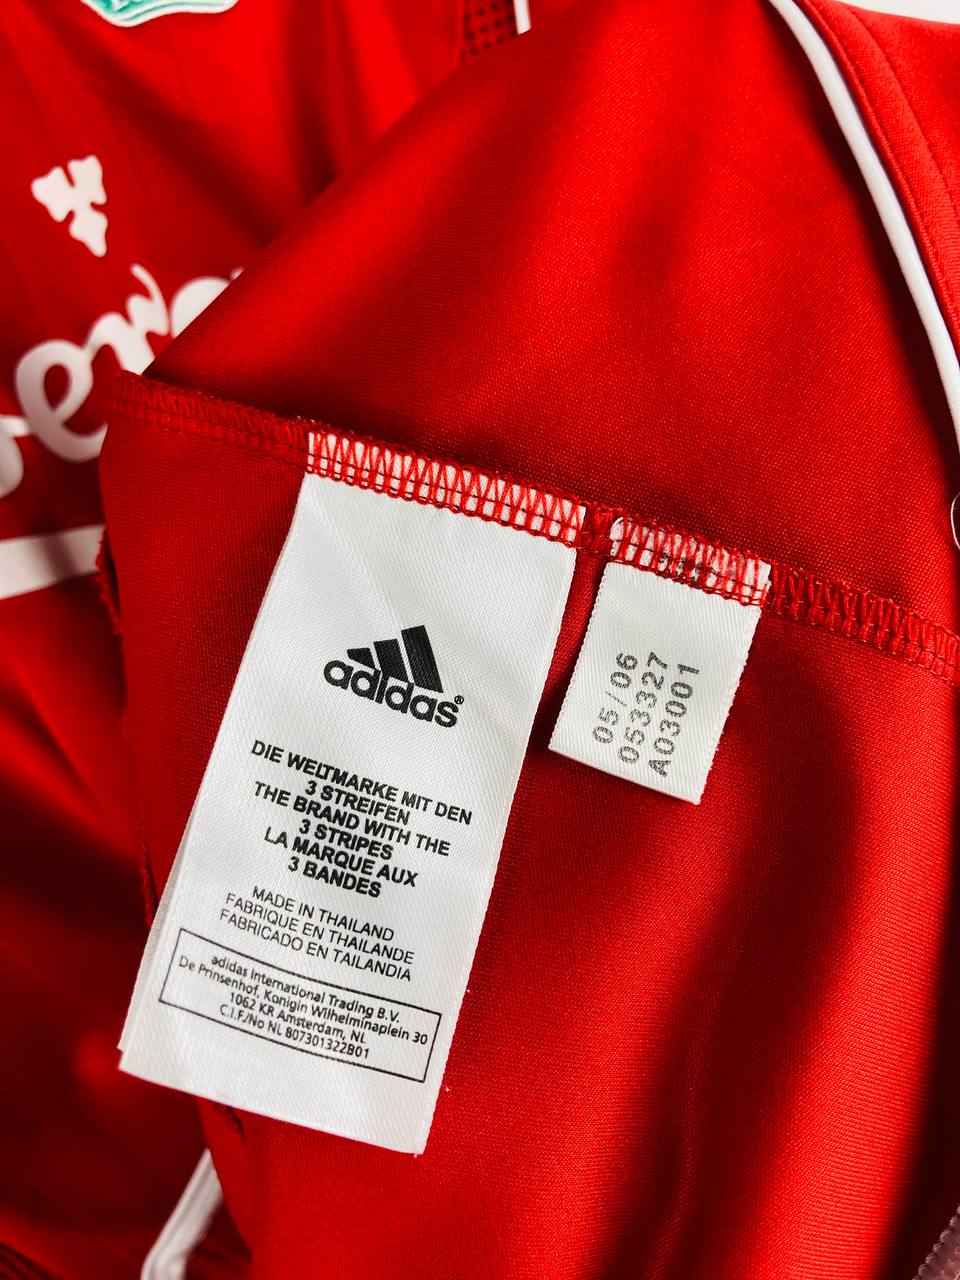 adidas®
DIE WELTMARKE MIT DEN
3 STREIFEN
THE BRAND WITH THE
3 STRIPES
LA MARQUE AUX
3 BANDES
MADE IN THAILAND
FABRIQUE EN THAILANDE
FABRICADO EN TAILANDIA
adidas International Trading B.V.
De Prinsenhof, Konigin Wilhelminaplein 30
1062 KR Amsterdam, NL
C.I.F./No NL 807301322B01
05/06
053327
A03001